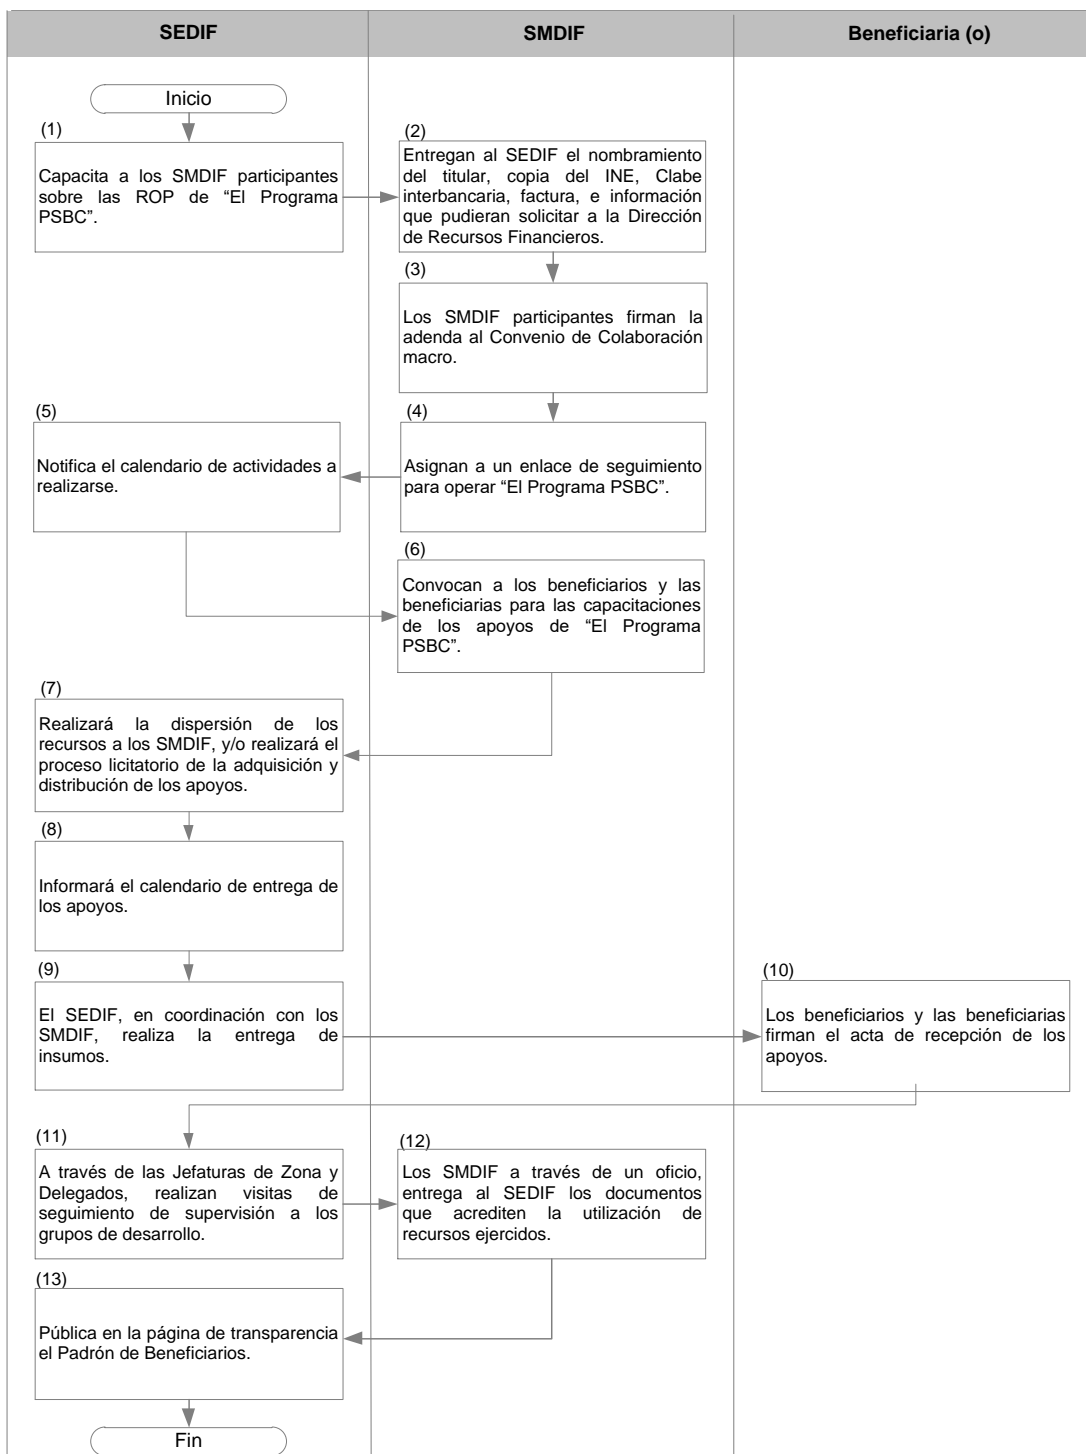 SEDIF
SMDIF
Beneficiaria (o)
Inicio
(1)
Capacita a los SMDIF participantes
sobre las ROP de “El Programa
PSBC”.
(2)
Entregan al SEDIF el nombramiento
del titular, copia del INE, Clabe
interbancaria, factura, e información
que pudieran solicitar a la Dirección
de Recursos Financieros.
(3)
Los SMDIF participantes firman la
adenda al Convenio de Colaboración
macro.
(4)
Asignan a un enlace de seguimiento
para operar “El Programa PSBC”.
(5)
Notifica el calendario de actividades a
realizarse.
(6)
Convocan a los beneficiarios y las
beneficiarias para las capacitaciones
de los apoyos de “El Programa
PSBC”.
(7)
Realizará la dispersión de los
recursos a los SMDIF, y/o realizará el
proceso licitatorio de la adquisición y
distribución de los apoyos.
(8)
Informará el calendario de entrega de
los apoyos.
(9)
El SEDIF, en coordinación con los
SMDIF, realiza la entrega de
insumos.
(10)
Los beneficiarios y las beneficiarias
firman el acta de recepción de los
apoyos.
(11)
A través de las Jefaturas de Zona y
Delegados, realizan visitas de
seguimiento de supervisión a los
grupos de desarrollo.
(12)
Los SMDIF a través de un oficio,
entrega al SEDIF los documentos
que acrediten la utilización de
recursos ejercidos.
(13)
Pública en la página de transparencia
el Padrón de Beneficiarios.
Fin